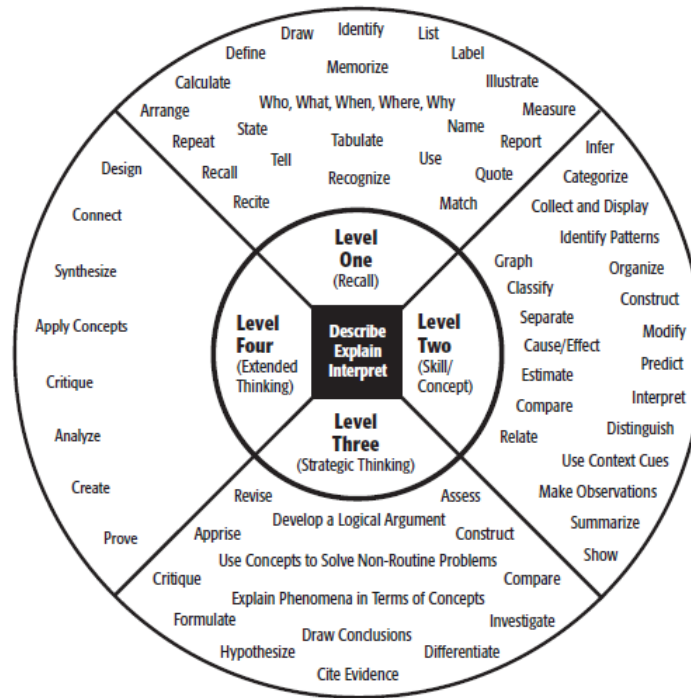 Draw
Identify
List
Define
Label
Memorize
Calculate
Illustrate
Arrange
Who, What, When, Where, Why
Measure
Repeat
State
Tabulate
Name
Report
Recall
Tell
Recognize
Use
Quote
Recite
Match
Level
One
(Recall)
Infer
Categorize
Collect and Display
Identify Patterns
Graph
Organize
Classify
Construct
Separate
Modify
Cause/Effect
Predict
Estimate
Interpret
Compare
Distinguish
Relate
Use Context Cues
Make Observations
Summarize
Show
Level
Two
(Skill/
Concept)
Describe
Explain
Interpret
Level
Three
(Strategic Thinking)
Revise
Assess
Develop a Logical Argument
Apprise
Construct
Use Concepts to Solve Non-Routine Problems
Critique
Compare
Explain Phenomena in Terms of Concepts
Formulate
Investigate
Draw Conclusions
Hypothesize
Differentiate
Cite Evidence
Level
Four
(Extended
Thinking)
Design
Connect
Synthesize
Apply Concepts
Critique
Analyze
Create
Prove